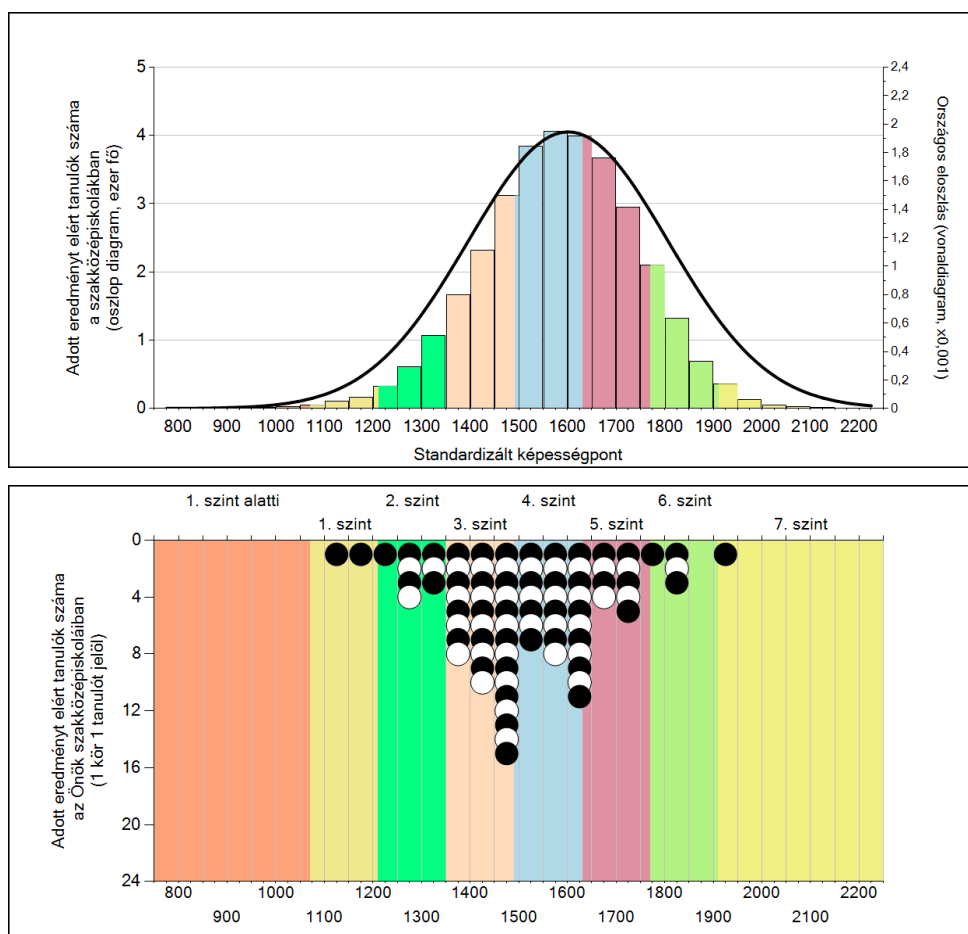 Adott eredményt elért tanulók száma
a szakközépiskolákban
(oszlop diagram, ezer fő)
5
4
3
2
1
0
2,4
2,2
2
1,8
1,6
1,4
1,2
1
0,8
0,6
0,4
0,2
0
Országos eloszlás (vonaldiagram, x0,001)
800 1000 1200 1300 1400 1500 1600 1700 1800 1900 2000 2200
900 1100 2100
Standardizált képességpont
1. szint alatti 2. szint 4. szint 6. szint
1. szint 3. szint 5. szint 7. szint
Adott eredményt elért tanulók száma
az Önök szakközépiskoláiban
(1 kör 1 tanulót jelöl)
0
4
8
12
16
20
24
800 1000 1200 1400 1600 1800 2000 2200
900 1100 1300 1500 1700 1900 2100